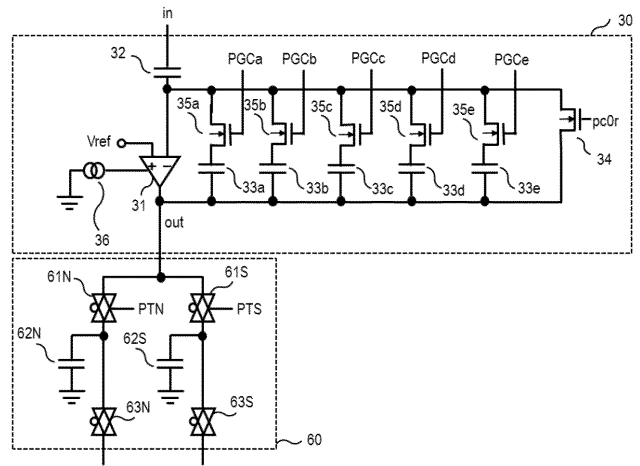 in
30
32
PGCa PGCb PGCc PGCd PGCe
35a 35b 35c 35d 35e
pc0r
34
Vref
+ −
31
33a 33b 33c 33d 33e
36
out
61N 61S
PTN PTS
62N 62S
63N 63S
60